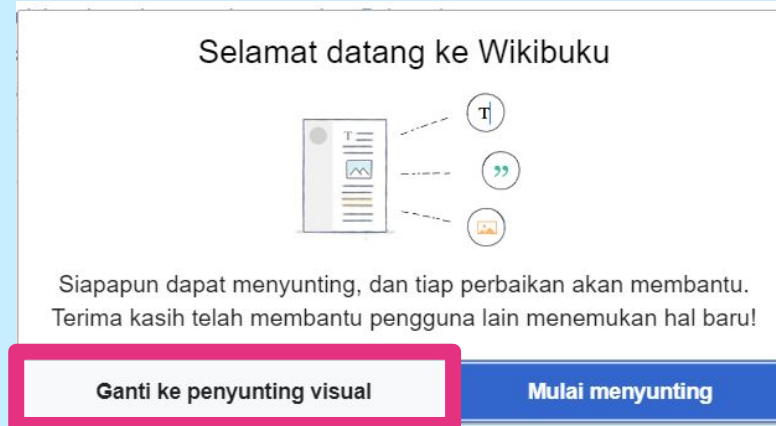 Selamat datang ke Wikibuku
T
T
”
Siapapun dapat menyunting, dan tiap perbaikan akan membantu.
Terima kasih telah membantu pengguna lain menemukan hal baru!
Ganti ke penyunting visual
Mulai menyunting